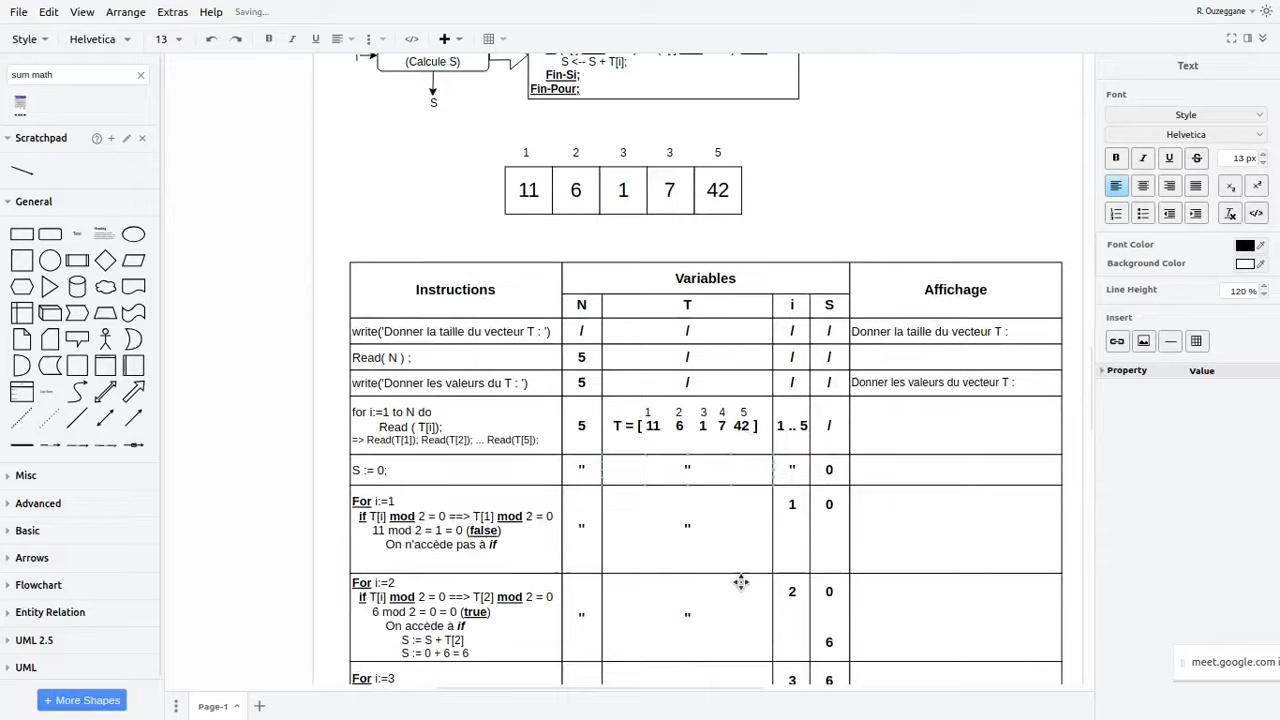 File Edit View Arrange Extras Help Saving...
R. Ouzeggane
Style Helvetica 13
sum math
Scratchpad
General
Text
Heading
Misc
Advanced
Basic
Arrows
Flowchart
Entity Relation
UML 2.5
UML
+ More Shapes
i
(Calcule S)
S
S <-- S + T[i];
Fin-Si;
Fin-Pour;
1 2 3 3 5
11 6 1 7 42
Instructions Variables Affichage
N T i S
write('Donner la taille du vecteur T : ') / / / / Donner la taille du vecteur T :
Read( N ) ; 5 / / /
write('Donner les valeurs du T : ') 5 / / / Donner les valeurs du vecteur T :
for i:=1 to N do
Read ( T[i]);
=> Read(T[1]); Read(T[2]); ... Read(T[5]);
5
1 2 3 4 5
T = [ 11 6 1 7 42 ]
1 .. 5 /
S := 0; " " " 0
For i:=1
if T[i] mod 2 = 0 ==> T[1] mod 2 = 0
11 mod 2 = 1 = 0 (false)
On n'accède pas à if
" " 1 0
For i:=2
if T[i] mod 2 = 0 ==> T[2] mod 2 = 0
6 mod 2 = 0 = 0 (true)
On accède à if
S := S + T[2]
S := 0 + 6 = 6
" " 2 0
6
For i:=3 3 6
Page-1
Text
Font
Style
Helvetica
B I U S 13 px
Font Color
Background Color
Line Height 120 %
Insert
Property Value
meet.google.com i